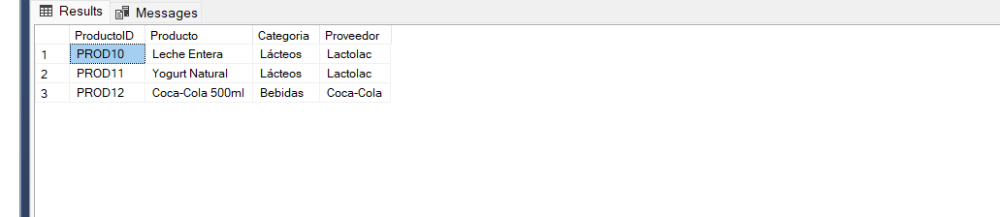 Results Messages
ProductoID Producto Categoria Proveedor
1 PROD10 Leche Entera Lácteos Lactolac
2 PROD11 Yogurt Natural Lácteos Lactolac
3 PROD12 Coca-Cola 500ml Bebidas Coca-Cola